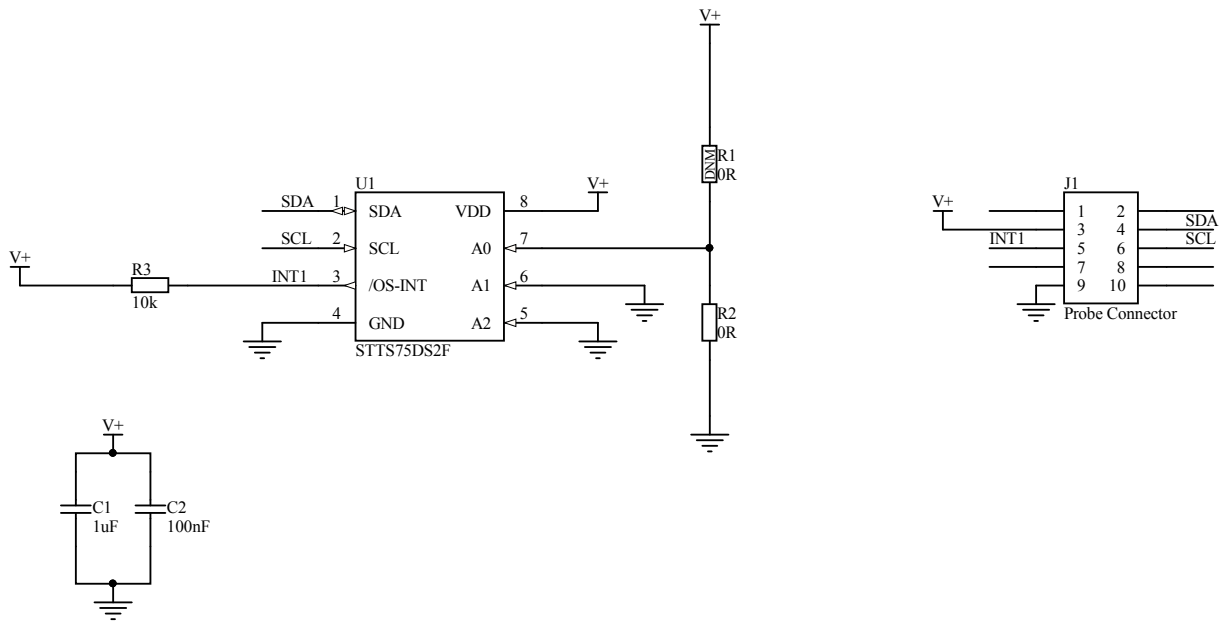 V+
DNM
R1
0R
U1
V+
J1
SDA 1 SDA VDD 8
V+
1 2
SCL 2 SCL A0 7
3 4 SDA
V+
R3
INT1 5 6 SCL
INT1 3 /OS-INT A1 6
7 8
10k
9 10
4 GND A2 5
R2
0R
Probe Connector
STTS75DS2F
V+
C1
1uF
C2
100nF